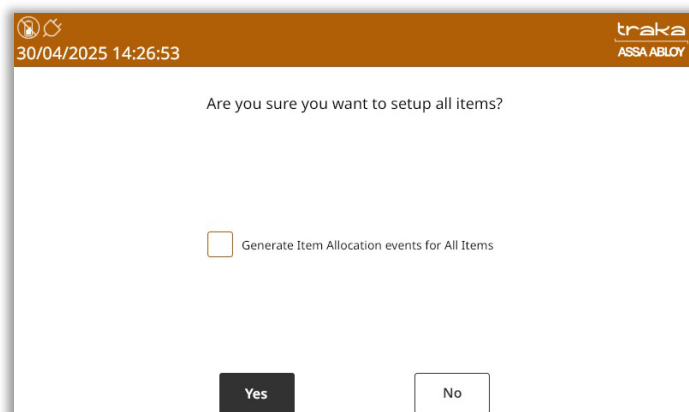 traka
30/04/2025 14:26:53
ASSA ABLOY
Are you sure you want to setup all items?
Generate Item Allocation events for All Items
Yes
No